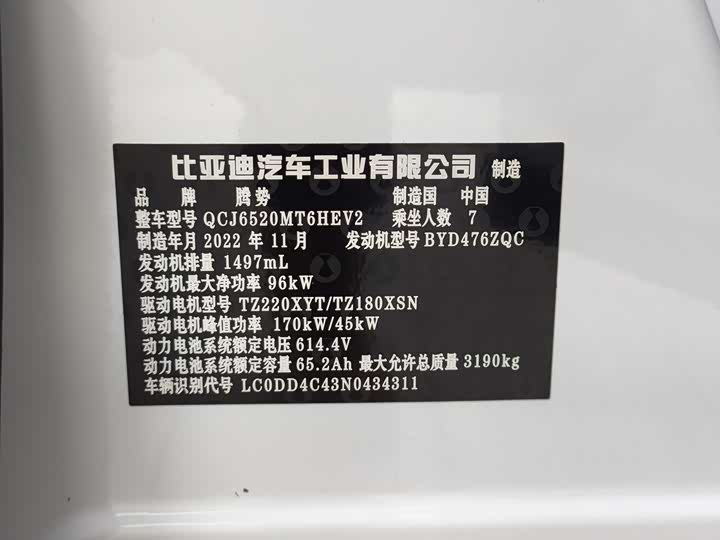 比亚迪汽车工业有限公司 制造
品牌 腾势 制造国 中国
整车型号 QCJ6520MT6HEV2 乘坐人数 7
制造年月 2022 年 11 月 发动机型号 BYD476ZQC
发动机排量 1497mL
发动机最大净功率 96kW
驱动电机型号 TZ220XYT/TZ180XSN
驱动电机峰值功率 170kW/45kW
动力电池系统额定电压 614.4V
动力电池系统额定容量 65.2Ah 最大允许总质量 3190kg
车辆识别代号 LC0DD4C43N0434311